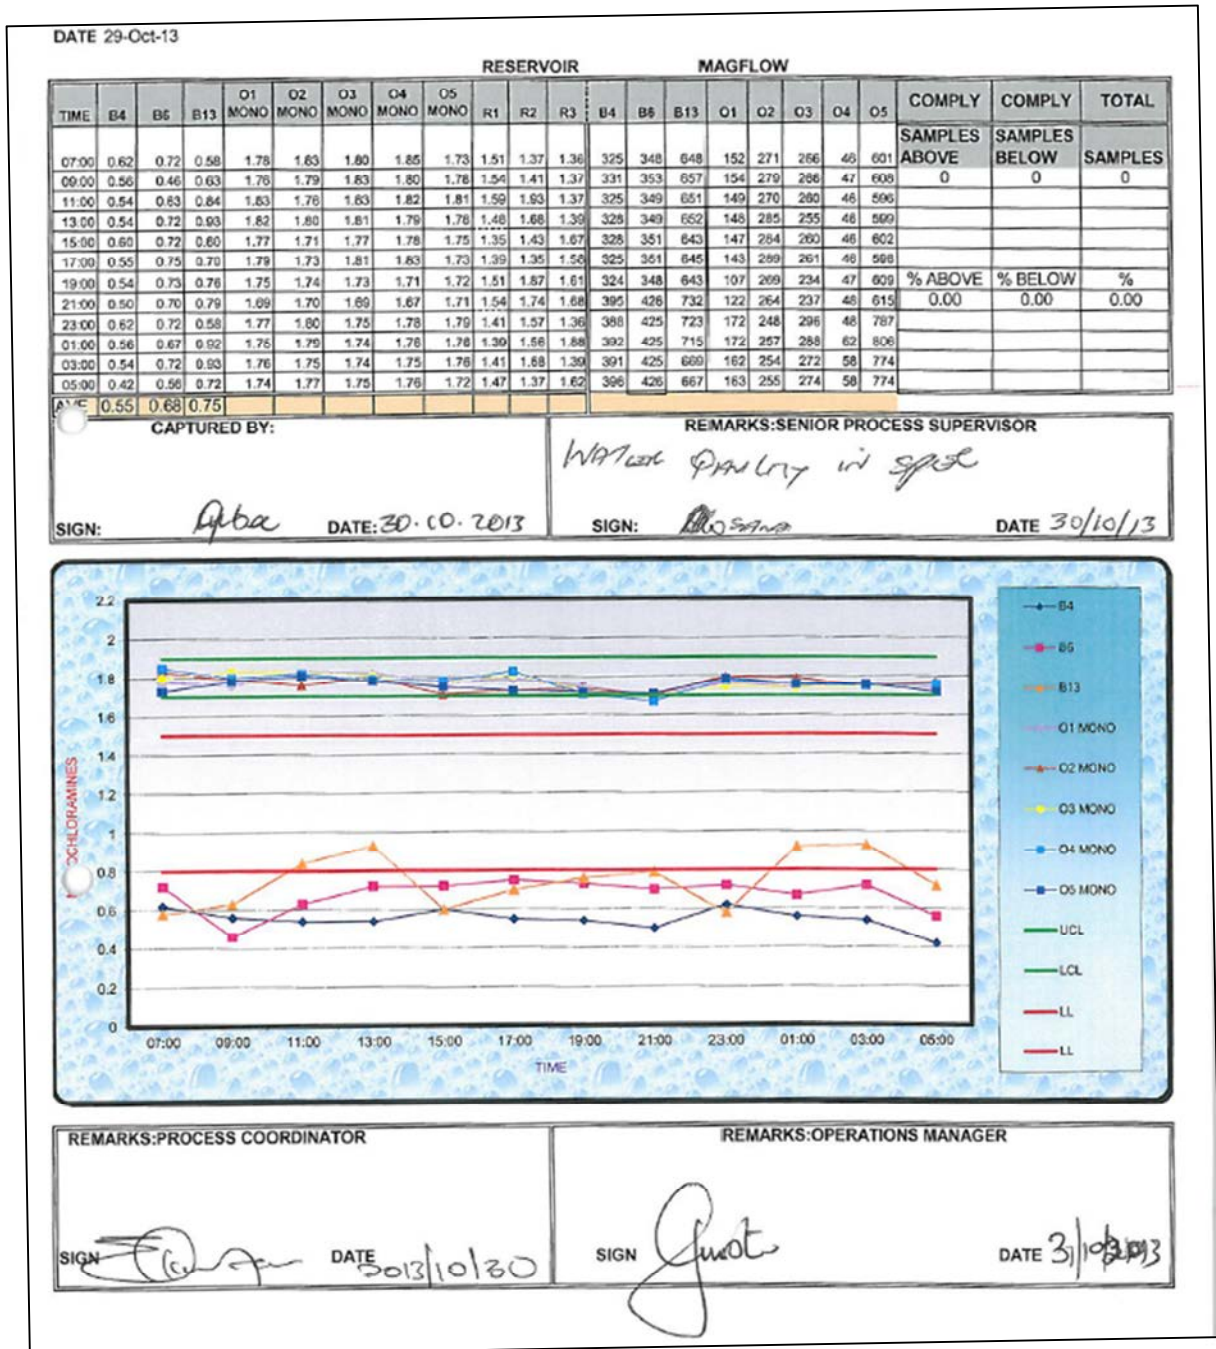 DATE 29-Oct-13
RESERVOIR MAGFLOW
TIME B4 B6 B13 O1 MONO O2 MONO O3 MONO O4 MONO O5 MONO R1 R2 R3 B4 B6 B13 O1 O2 O3 O4 O5 COMPLY COMPLY TOTAL
SAMPLES ABOVE SAMPLES BELOW SAMPLES
07:00 0.62 0.72 0.58 1.78 1.83 1.80 1.85 1.73 1.51 1.37 1.36 325 348 648 152 271 266 46 601
09:00 0.56 0.46 0.63 1.76 1.79 1.83 1.80 1.78 1.54 1.41 1.37 331 353 657 154 279 266 47 608 0 0 0
11:00 0.54 0.63 0.84 1.83 1.76 1.83 1.82 1.81 1.59 1.93 1.37 325 349 651 149 270 260 46 596
13:00 0.54 0.72 0.93 1.82 1.80 1.81 1.79 1.78 1.46 1.68 1.39 328 349 652 148 285 255 46 599
15:00 0.60 0.72 0.60 1.77 1.71 1.77 1.78 1.75 1.35 1.43 1.67 328 351 643 147 284 260 46 602
17:00 0.55 0.75 0.70 1.79 1.73 1.81 1.83 1.73 1.39 1.35 1.58 325 351 645 143 289 261 46 598
19:00 0.54 0.73 0.76 1.75 1.74 1.73 1.71 1.72 1.51 1.87 1.61 324 348 643 107 269 234 47 609 % ABOVE % BELOW %
21:00 0.50 0.70 0.79 1.69 1.70 1.69 1.67 1.71 1.54 1.74 1.68 395 426 732 122 264 237 48 615 0.00 0.00 0.00
23:00 0.62 0.72 0.58 1.77 1.80 1.75 1.78 1.79 1.41 1.57 1.36 388 425 723 172 248 296 48 787
01:00 0.56 0.67 0.92 1.75 1.79 1.74 1.76 1.76 1.39 1.56 1.88 392 425 715 172 257 288 62 806
03:00 0.54 0.72 0.93 1.76 1.75 1.74 1.75 1.76 1.41 1.68 1.39 391 425 669 162 254 272 58 774
05:00 0.42 0.56 0.72 1.74 1.77 1.75 1.76 1.72 1.47 1.37 1.62 396 426 667 163 255 274 58 774
0.55 0.68 0.75
CAPTURED BY:
REMARKS:SENIOR PROCESS SUPERVISOR
in
SIGN: DATE: 30.10.2013
SIGN: DATE 30/10/13
2.2
2
1.8
1.6
1.4
1.2
1
0.8
0.6
0.4
0.2
0
07:00 09:00 11:00 13:00 15:00 17:00 19:00 21:00 23:00 01:00 03:00 05:00
TIME
B4
B6
B13
O1 MONO
O2 MONO
O3 MONO
O4 MONO
O5 MONO
UCL
LCL
LL
LL
REMARKS:PROCESS COORDINATOR
REMARKS:OPERATIONS MANAGER
SIGN DATE
SIGN DATE